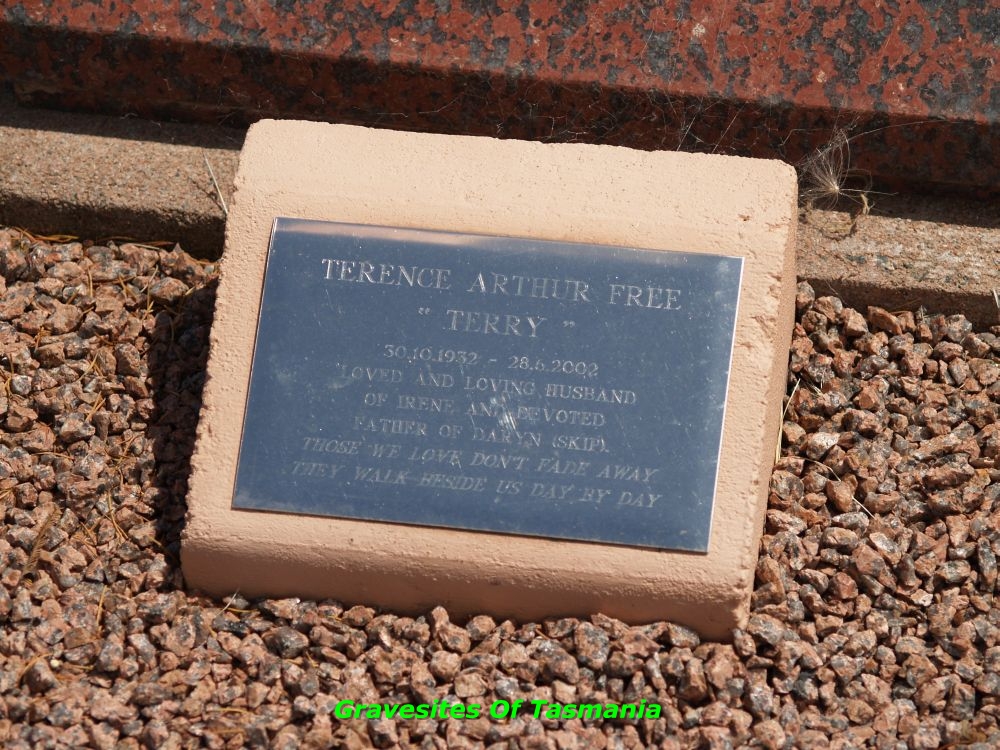 TERENCE ARTHUR FREE
" TERRY "
30.10.1932 - 28.6.2002
LOVED AND LOVING HUSBAND
OF IRENE AND DEVOTED
FATHER OF DARYN (SKIP).
THOSE WE LOVE DON'T FADE AWAY
THEY WALK BESIDE US DAY BY DAY
Gravesites Of Tasmania